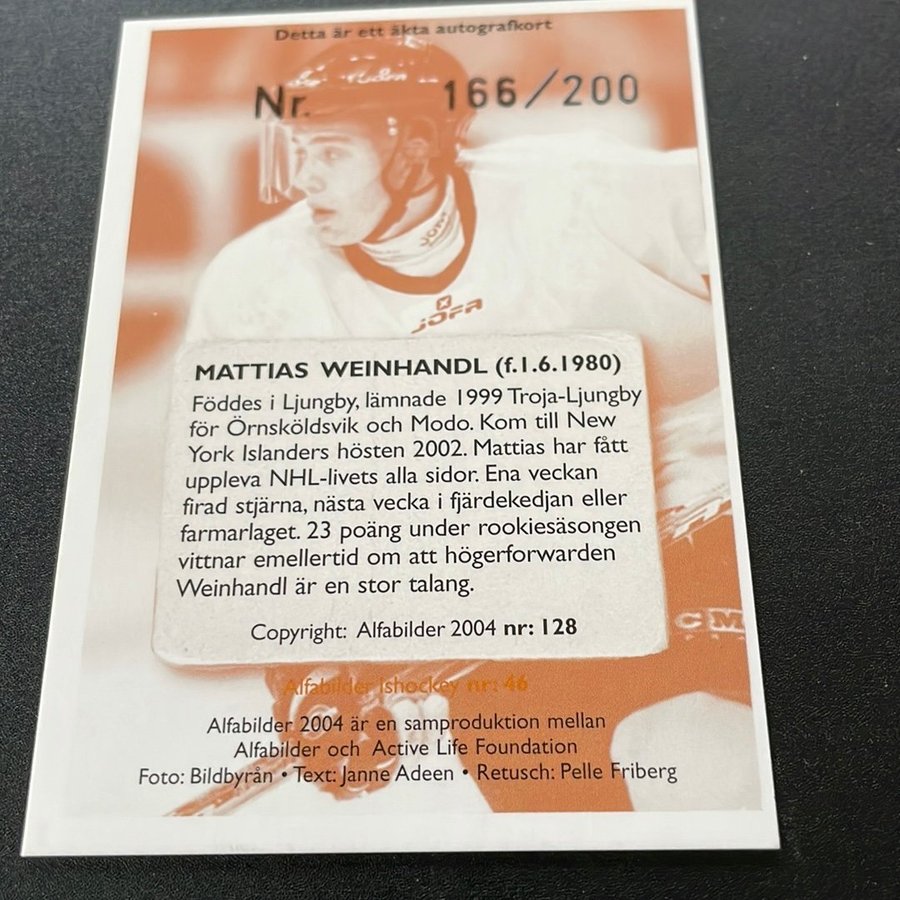 Detta är ett äkta autografkort
Nr. 166/200
JOFA
MATTIAS WEINHANDL (f.1.6.1980)
Föddes i Ljungby, lämnade 1999 Troja-Ljungby
för Örnsköldsvik och Modo. Kom till New
York Islanders hösten 2002. Mattias har fått
uppleva NHL-livets alla sidor. Ena veckan
firad stjärna, nästa vecka i fjärdekedjan eller
farmarlaget. 23 poäng under rookiesäsongen
vittnar emellertid om att högerforwarden
Weinhandl är en stor talang.
Copyright: Alfabilder 2004 nr: 128
CCM
Alfabilder Ishockey nr: 46
Alfabilder 2004 är en samproduktion mellan
Alfabilder och Active Life Foundation
Foto: Bildbyrån • Text: Janne Adeen • Retusch: Pelle Friberg